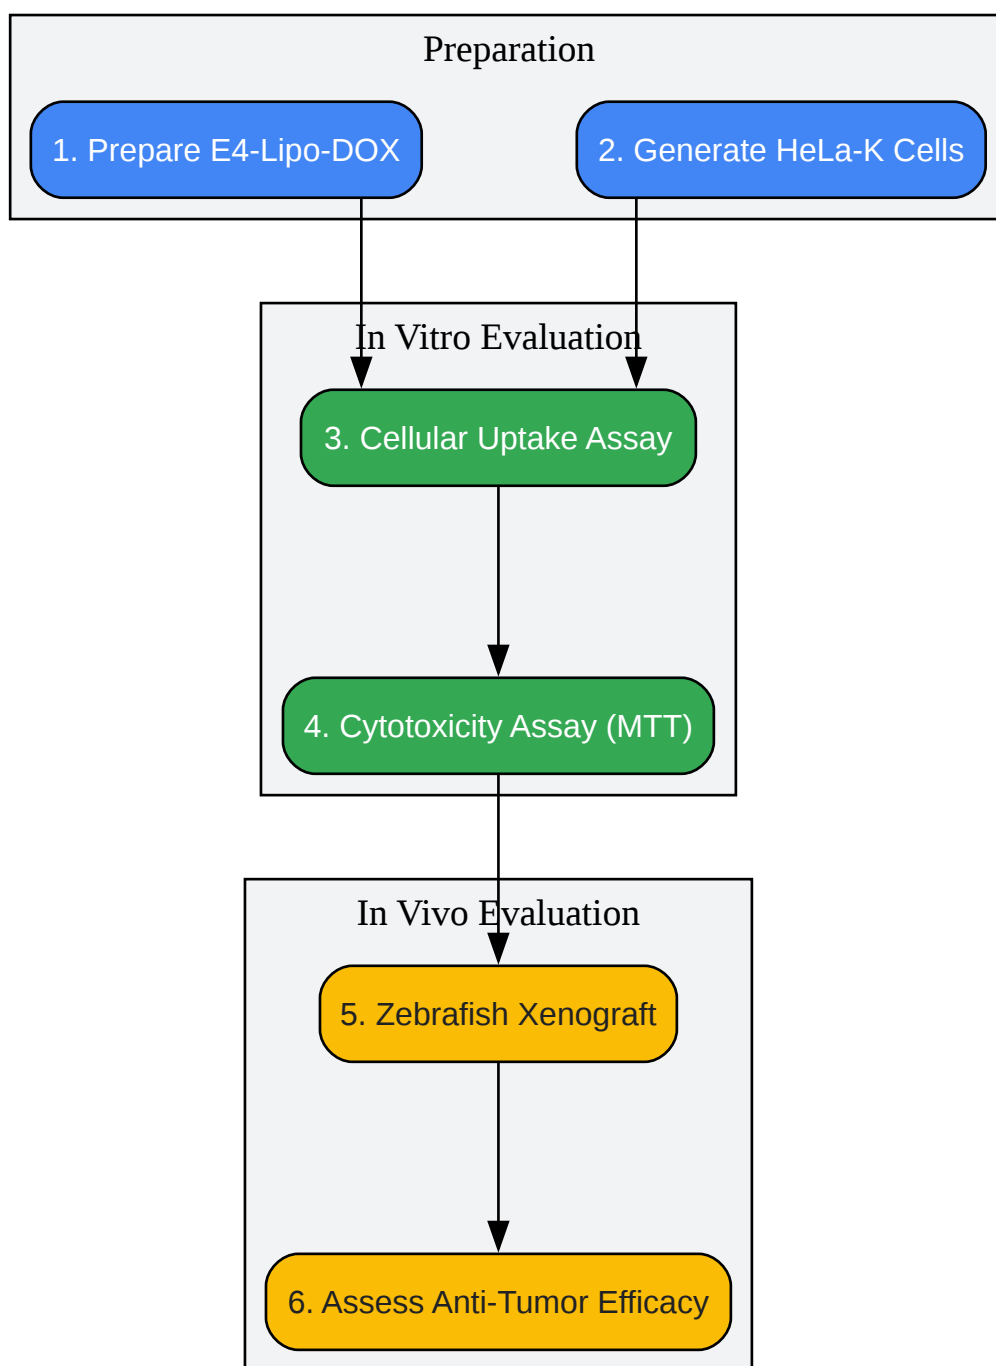 Preparation
1. Prepare E4-Lipo-DOX
2. Generate HeLa-K Cells
In Vitro Evaluation
3. Cellular Uptake Assay
4. Cytotoxicity Assay (MTT)
In Vivo Evaluation
5. Zebrafish Xenograft
6. Assess Anti-Tumor Efficacy